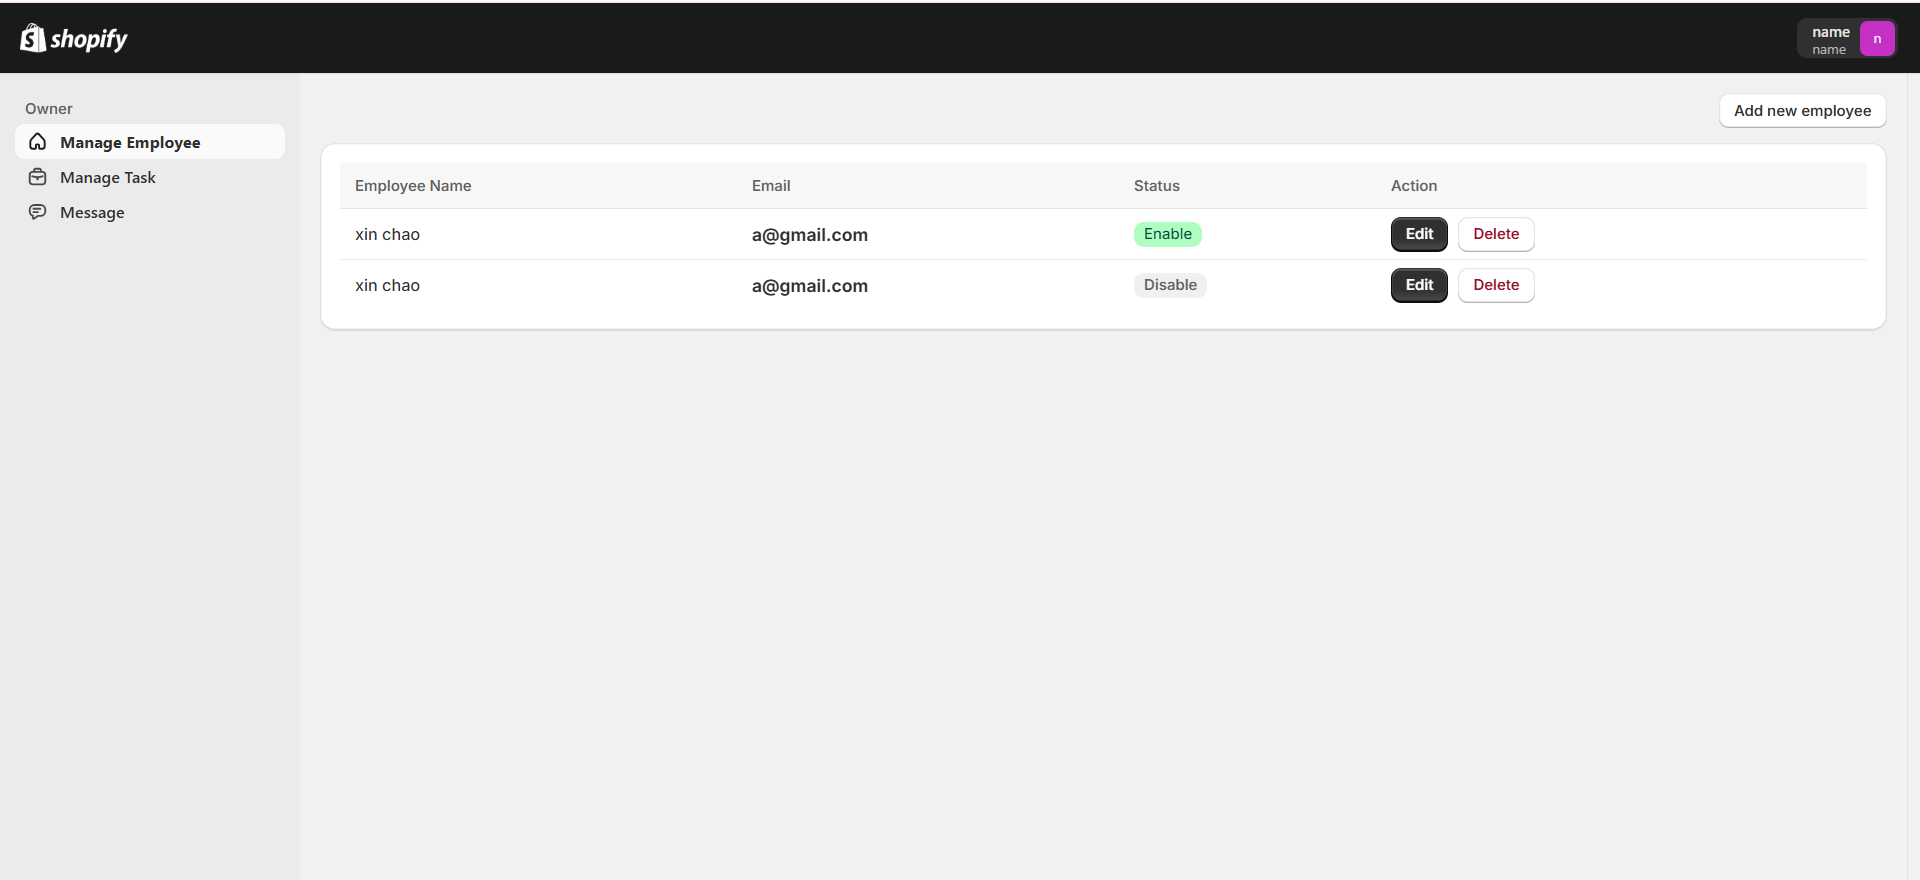 shopify
name
name
n
Owner
Manage Employee
Manage Task
Message
Add new employee
Employee Name Email Status Action
xin chao a@gmail.com Enable Edit Delete
xin chao a@gmail.com Disable Edit Delete